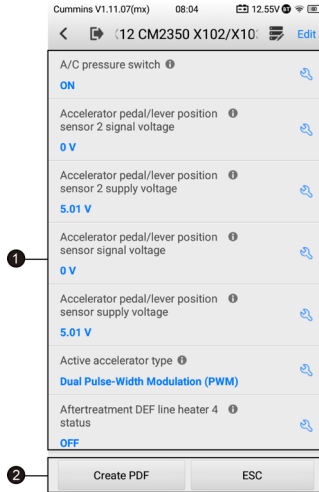 Cummins V1.11.07(mx) 08:04 12.55V
12 CM2350 X102/X10 Edit
A/C pressure switch
ON
Accelerator pedal/lever position
sensor 2 signal voltage
0 V
Accelerator pedal/lever position
sensor 2 supply voltage
5.01 V
Accelerator pedal/lever position
sensor signal voltage
0 V
Accelerator pedal/lever position
sensor supply voltage
5.01 V
Active accelerator type
Dual Pulse-Width Modulation (PWM)
Aftertreatment DEF line heater 4
status
OFF
Create PDF ESC
1
2